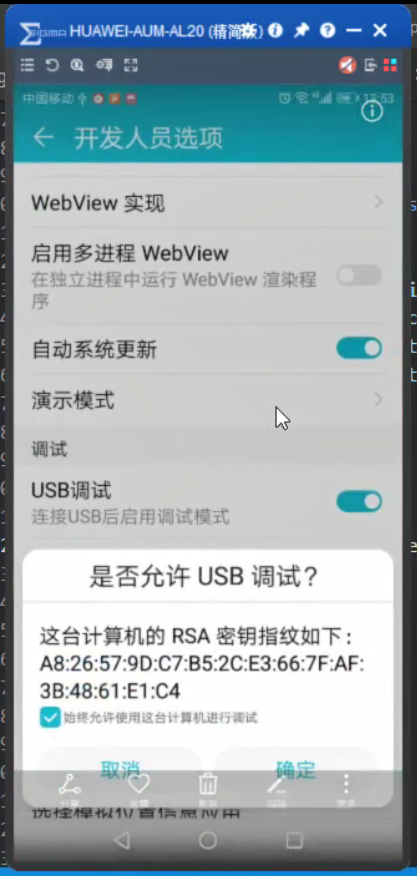 Σ SIGMA HUAWEI-AUM-AL20 (精简版)
中国移动
13:53
开发人员选项
WebView 实现
启用多进程 WebView
在独立进程中运行 WebView 渲染程
序
自动系统更新
演示模式
调试
USB调试
连接USB后启用调试模式
是否允许 USB 调试？
这台计算机的 RSA 密钥指纹如下：
A8:26:57:9D:C7:B5:2C:E3:66:7F:AF:
3B:48:61:E1:C4
始终允许使用这台计算机进行调试
取消
确定
选择模拟位置信息应用